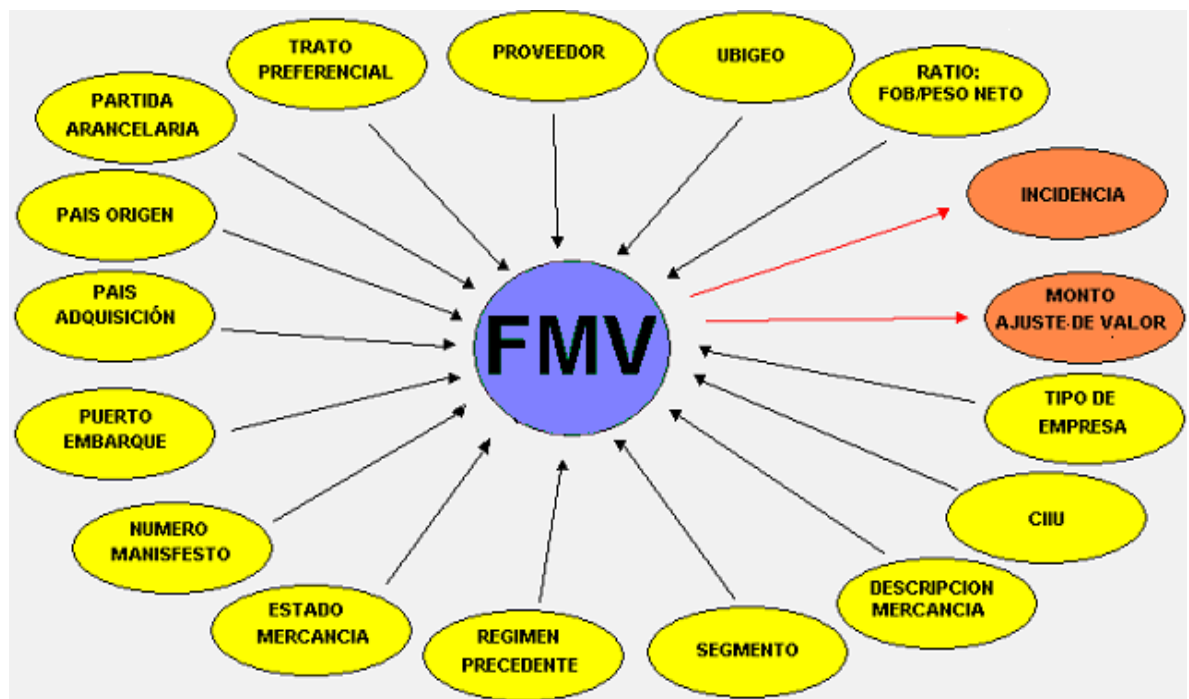 TRATO
PREFERENCIAL
PROVEEDOR
UBIGEO
RATIO:
FOB/PESO NETO
PARTIDA
ARANCELARIA
INCIDENCIA
PAIS ORIGEN
PAIS
ADQUISICIÓN
FMV
MONTO
AJUSTE DE VALOR
PUERTO
EMBARQUE
TIPO DE
EMPRESA
NUMERO
MANISFESTO
CIIU
ESTADO
MERCANCIA
DESCRIPCION
MERCANCIA
REGIMEN
PRECEDENTE
SEGMENTO